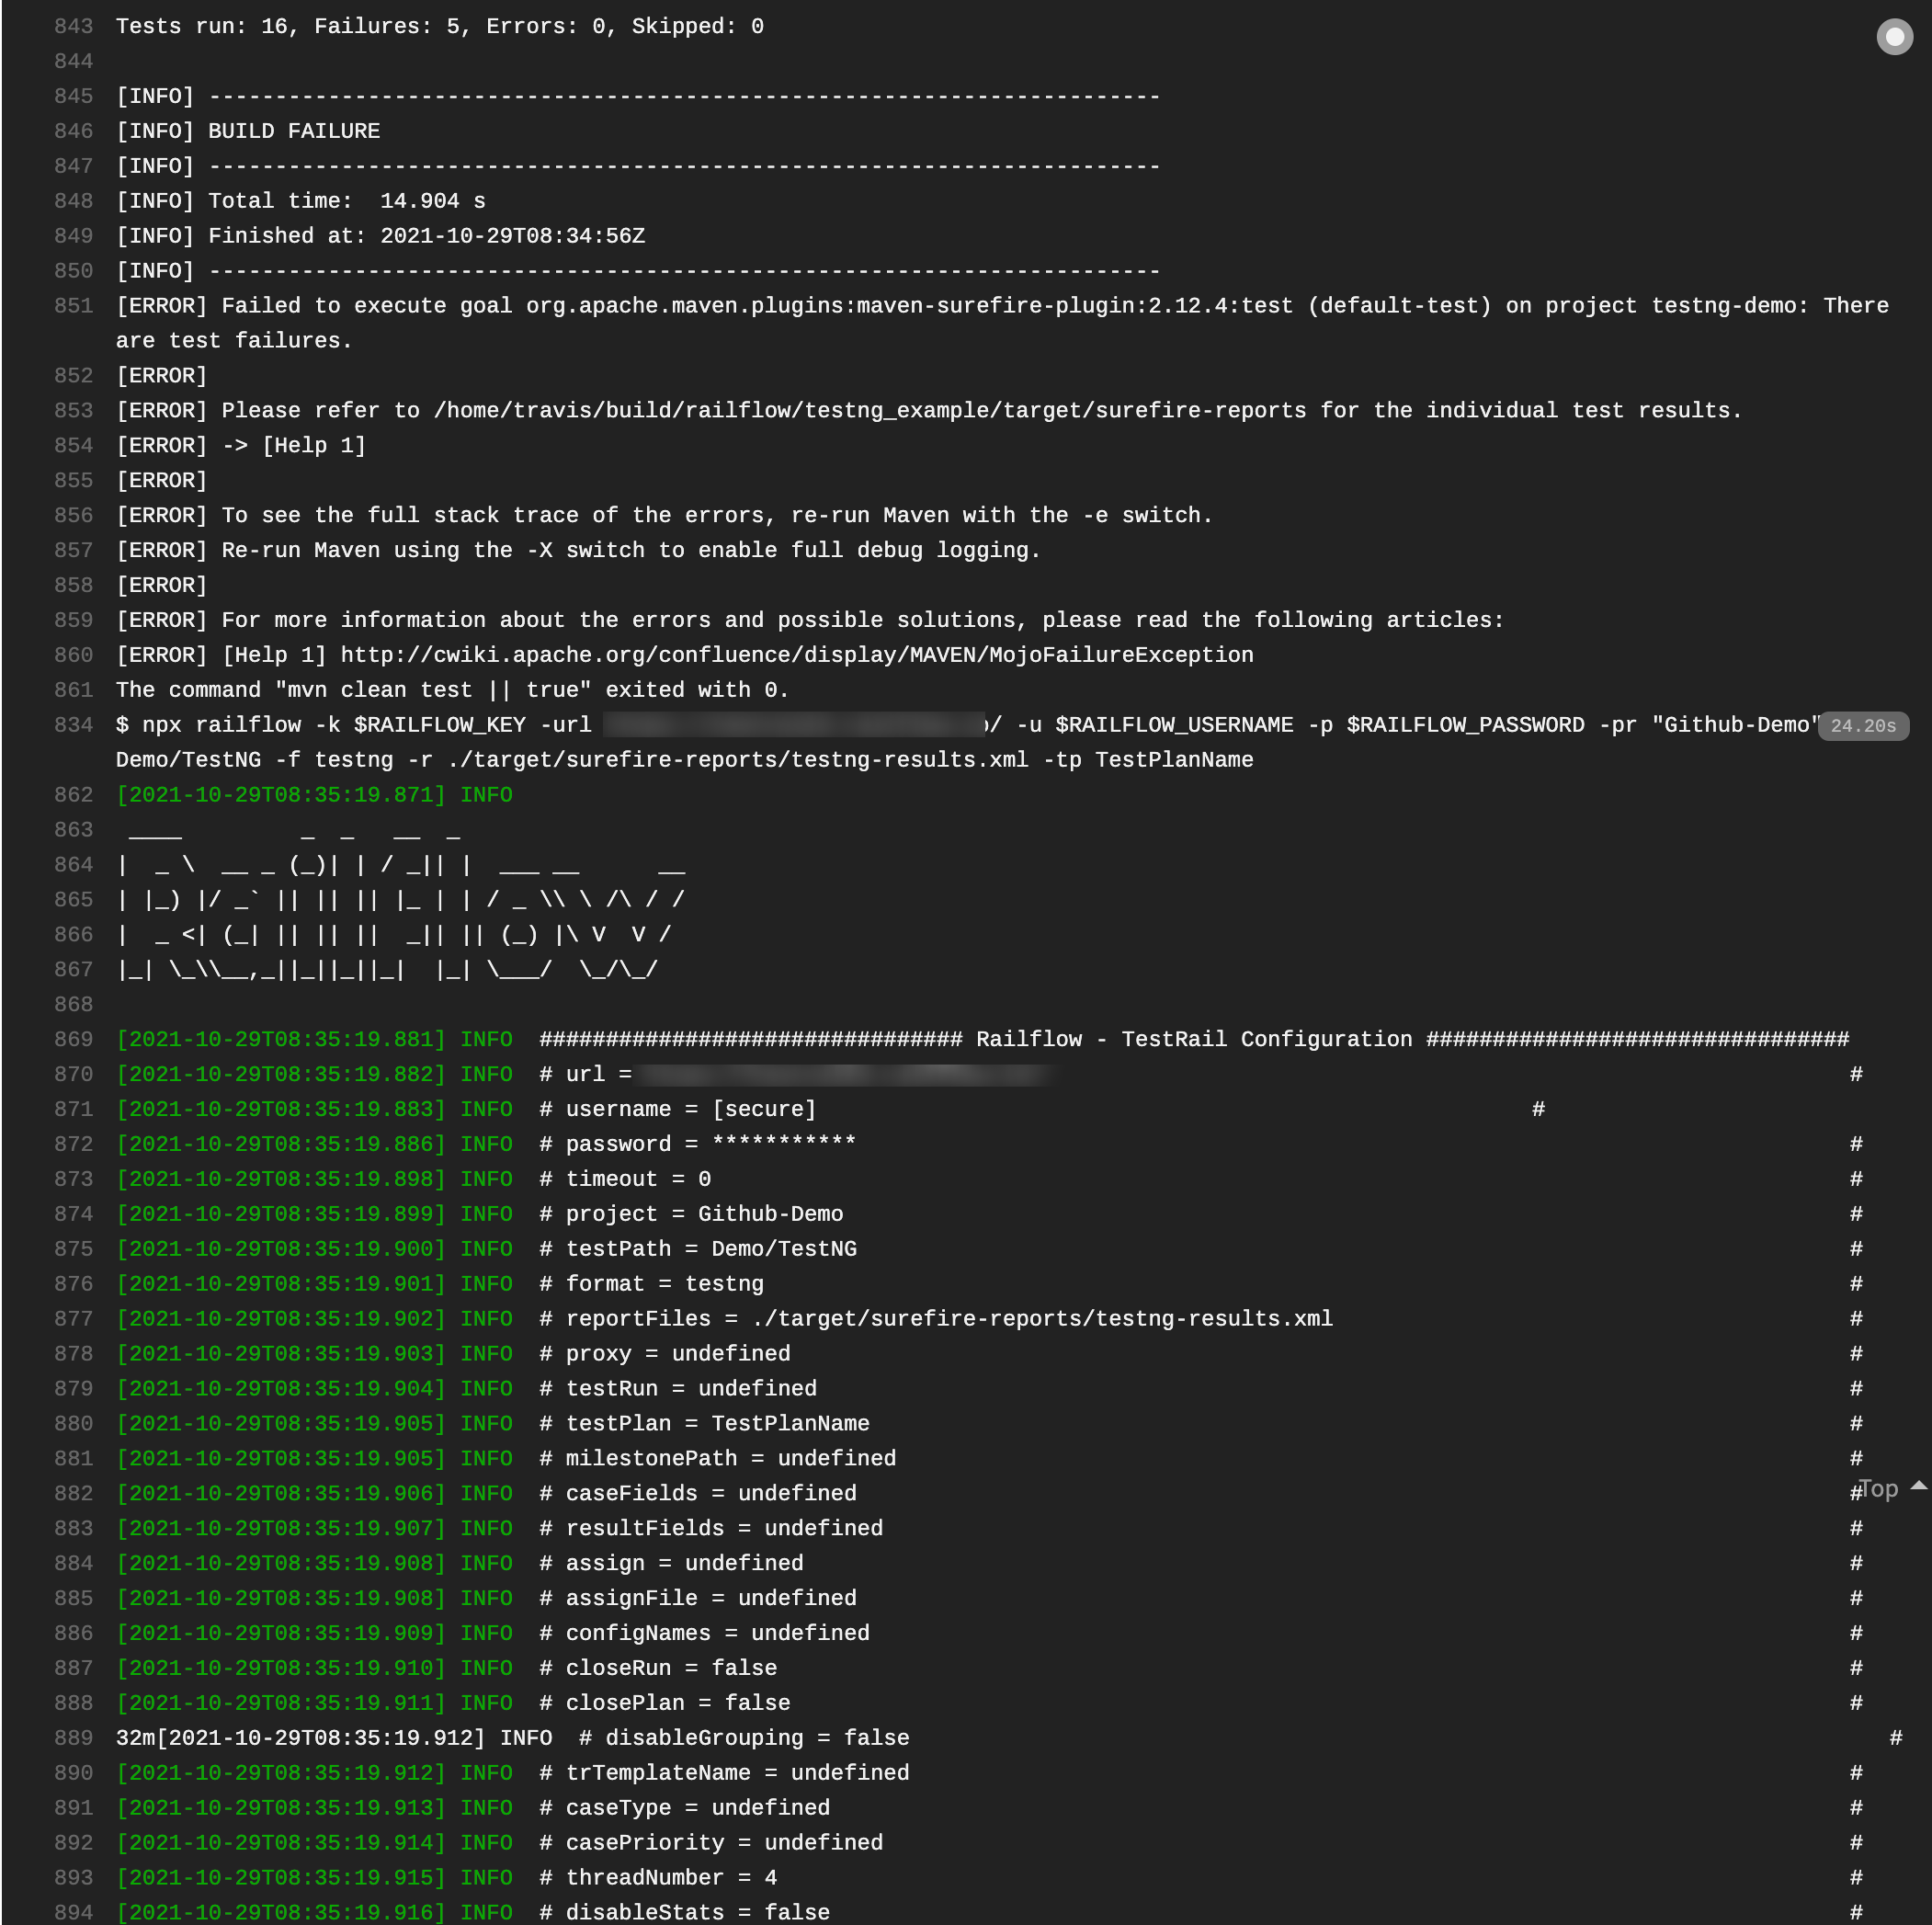 843 Tests run: 16, Failures: 5, Errors: 0, Skipped: 0
844
845 [INFO] ------------------------------------------------------------------------
846 [INFO] BUILD FAILURE
847 [INFO] ------------------------------------------------------------------------
848 [INFO] Total time:  14.904 s
849 [INFO] Finished at: 2021-10-29T08:34:56Z
850 [INFO] ------------------------------------------------------------------------
851 [ERROR] Failed to execute goal org.apache.maven.plugins:maven-surefire-plugin:2.12.4:test (default-test) on project testng-demo: There
are test failures.
852 [ERROR]
853 [ERROR] Please refer to /home/travis/build/railflow/testng_example/target/surefire-reports for the individual test results.
854 [ERROR] -> [Help 1]
855 [ERROR]
856 [ERROR] To see the full stack trace of the errors, re-run Maven with the -e switch.
857 [ERROR] Re-run Maven using the -X switch to enable full debug logging.
858 [ERROR]
859 [ERROR] For more information about the errors and possible solutions, please read the following articles:
860 [ERROR] [Help 1] http://cwiki.apache.org/confluence/display/MAVEN/MojoFailureException
861 The command "mvn clean test || true" exited with 0.
834 $ npx railflow -k $RAILFLOW_KEY -url / -u $RAILFLOW_USERNAME -p $RAILFLOW_PASSWORD -pr "Github-Demo" 24.20s
Demo/TestNG -f testng -r ./target/surefire-reports/testng-results.xml -tp TestPlanName
862 [2021-10-29T08:35:19.871] INFO
863  ____         _  _   __  _
864 |  _ \  __ _ (_)| | / _|| |  ___ __      __
865 | |_) |/ _` || || || |_ | | / _ \\ \ /\ / /
866 |  _ <| (_| || || ||  _|| || (_) |\ V  V /
867 |_| \_\\__,_||_||_||_|  |_| \___/  \_/\_/
868
869 [2021-10-29T08:35:19.881] INFO  ################################ Railflow - TestRail Configuration ################################
870 [2021-10-29T08:35:19.882] INFO  # url = #
871 [2021-10-29T08:35:19.883] INFO  # username = [secure] #
872 [2021-10-29T08:35:19.886] INFO  # password = *********** #
873 [2021-10-29T08:35:19.898] INFO  # timeout = 0 #
874 [2021-10-29T08:35:19.899] INFO  # project = Github-Demo #
875 [2021-10-29T08:35:19.900] INFO  # testPath = Demo/TestNG #
876 [2021-10-29T08:35:19.901] INFO  # format = testng #
877 [2021-10-29T08:35:19.902] INFO  # reportFiles = ./target/surefire-reports/testng-results.xml #
878 [2021-10-29T08:35:19.903] INFO  # proxy = undefined #
879 [2021-10-29T08:35:19.904] INFO  # testRun = undefined #
880 [2021-10-29T08:35:19.905] INFO  # testPlan = TestPlanName #
881 [2021-10-29T08:35:19.905] INFO  # milestonePath = undefined #
882 [2021-10-29T08:35:19.906] INFO  # caseFields = undefined # Top
883 [2021-10-29T08:35:19.907] INFO  # resultFields = undefined #
884 [2021-10-29T08:35:19.908] INFO  # assign = undefined #
885 [2021-10-29T08:35:19.908] INFO  # assignFile = undefined #
886 [2021-10-29T08:35:19.909] INFO  # configNames = undefined #
887 [2021-10-29T08:35:19.910] INFO  # closeRun = false #
888 [2021-10-29T08:35:19.911] INFO  # closePlan = false #
889 32m[2021-10-29T08:35:19.912] INFO  # disableGrouping = false #
890 [2021-10-29T08:35:19.912] INFO  # trTemplateName = undefined #
891 [2021-10-29T08:35:19.913] INFO  # caseType = undefined #
892 [2021-10-29T08:35:19.914] INFO  # casePriority = undefined #
893 [2021-10-29T08:35:19.915] INFO  # threadNumber = 4 #
894 [2021-10-29T08:35:19.916] INFO  # disableStats = false #